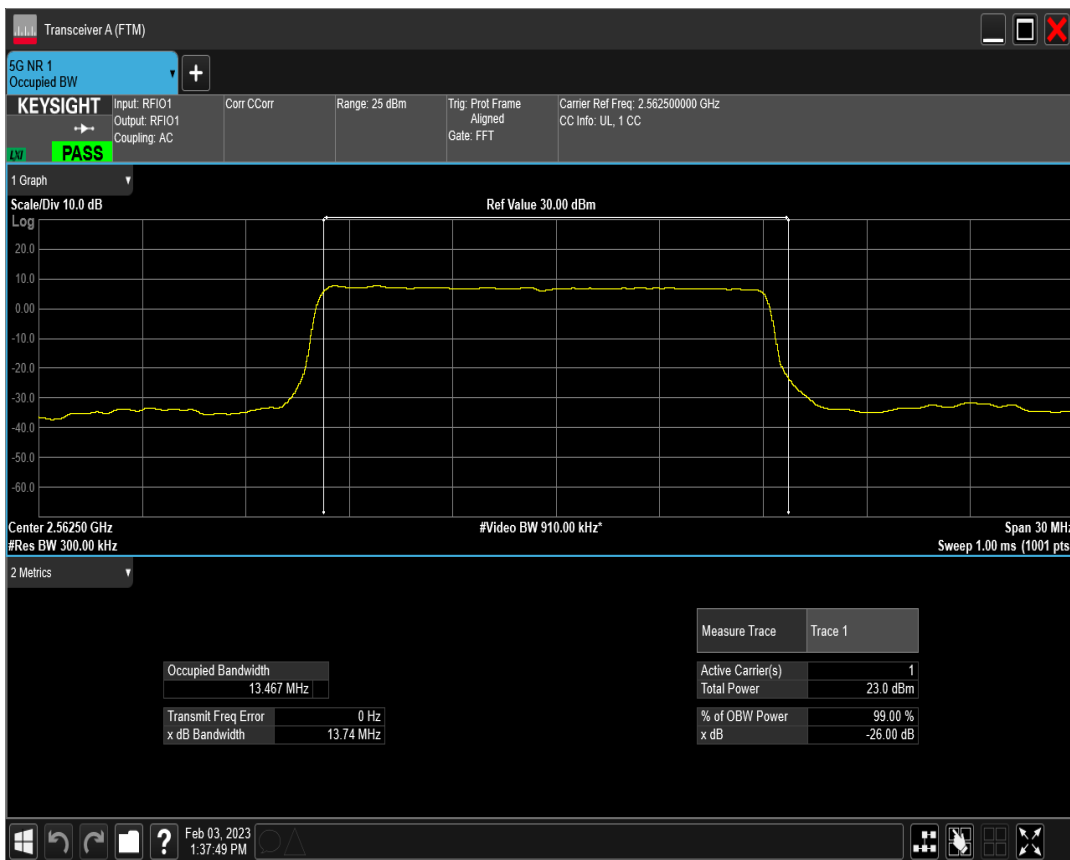 Transceiver A (FTM)
5G NR 1
Occupied BW
+
KEYSIGHT
LXI
PASS
Input: RFIO1
Output: RFIO1
Coupling: AC
Corr CCorr
Range: 25 dBm
Trig: Prot Frame
Aligned
Gate: FFT
Carrier Ref Freq: 2.562500000 GHz
CC Info: UL, 1 CC
1 Graph
Scale/Div 10.0 dB
Ref Value 30.00 dBm
Log
20.0
10.0
0.00
-10.0
-20.0
-30.0
-40.0
-50.0
-60.0
Center 2.56250 GHz
#Video BW 910.00 kHz*
Span 30 MHz
#Res BW 300.00 kHz
Sweep 1.00 ms (1001 pts
2 Metrics
Measure Trace Trace 1
Occupied Bandwidth
13.467 MHz
Active Carrier(s) 1
Total Power 23.0 dBm
Transmit Freq Error 0 Hz
x dB Bandwidth 13.74 MHz
% of OBW Power 99.00 %
x dB -26.00 dB
?
Feb 03, 2023
1:37:49 PM